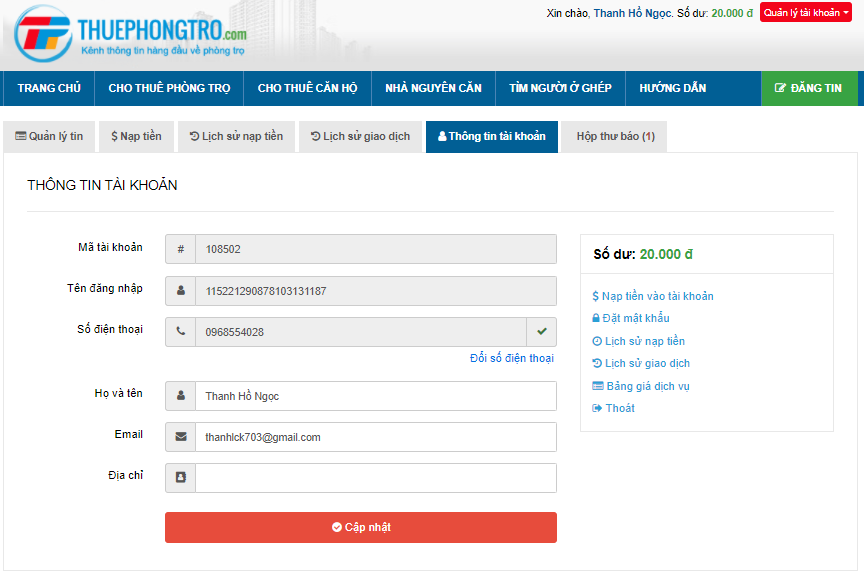 THUEPHONGTRO.com
Kênh thông tin hàng đầu về phòng trọ
Xin chào, Thanh Hồ Ngọc. Số dư: 20.000 đ
Quản lý tài khoản
TRANG CHỦ CHO THUÊ PHÒNG TRỌ CHO THUÊ CĂN HỘ NHÀ NGUYÊN CĂN TÌM NGƯỜI Ở GHÉP HƯỚNG DẪN ĐĂNG TIN
Quản lý tin $ Nạp tiền Lịch sử nạp tiền Lịch sử giao dịch Thông tin tài khoản Hộp thư báo (1)
THÔNG TIN TÀI KHOẢN
Mã tài khoản # 108502
Tên đăng nhập 115221290878103131187
Số điện thoại 0968554028
Đổi số điện thoại
Họ và tên Thanh Hồ Ngọc
Email thanhlck703@gmail.com
Địa chỉ
Cập nhật
Số dư: 20.000 đ
$ Nạp tiền vào tài khoản
Đặt mật khẩu
Lịch sử nạp tiền
Lịch sử giao dịch
Bảng giá dịch vụ
Thoát